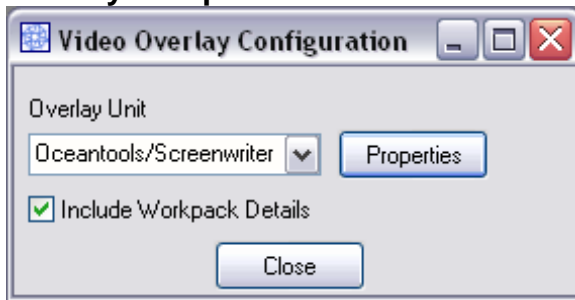 Video Overlay Configuration
Overlay Unit
Oceantools/Screenwriter
Properties
Include Workpack Details
Close